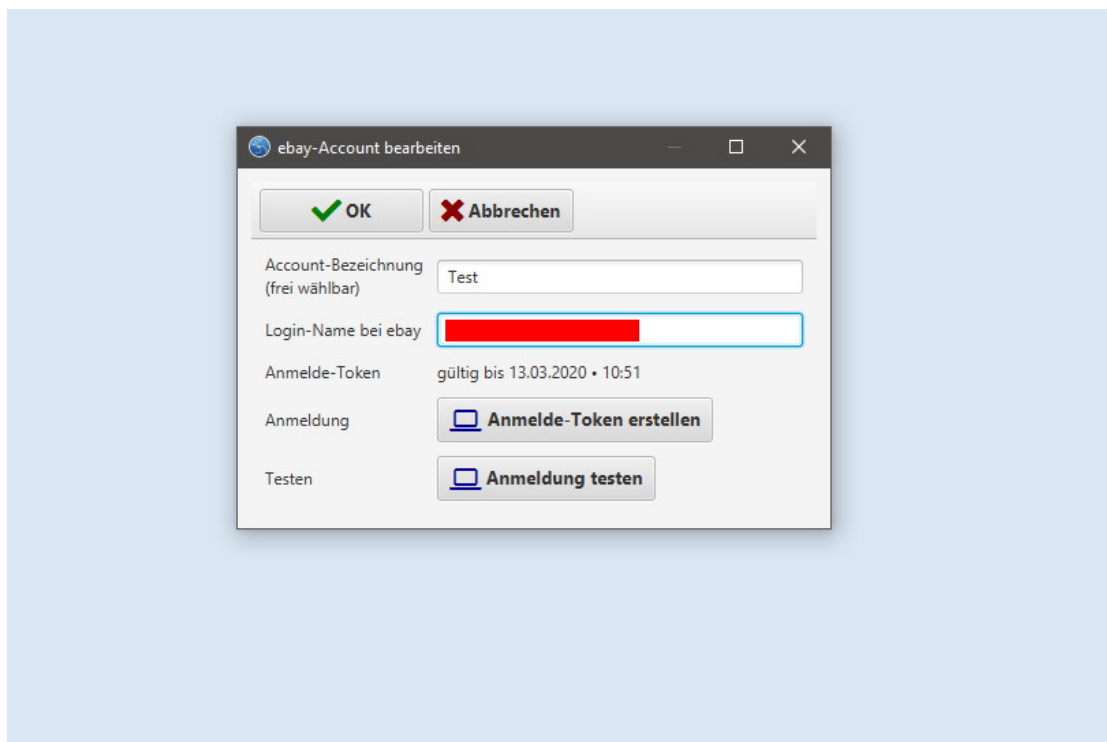 ebay-Account bearbeiten
OK
Abbrechen
Account-Bezeichnung
(frei wählbar)
Test
Login-Name bei ebay
Anmelde-Token
gültig bis 13.03.2020 • 10:51
Anmeldung
Anmelde-Token erstellen
Testen
Anmeldung testen